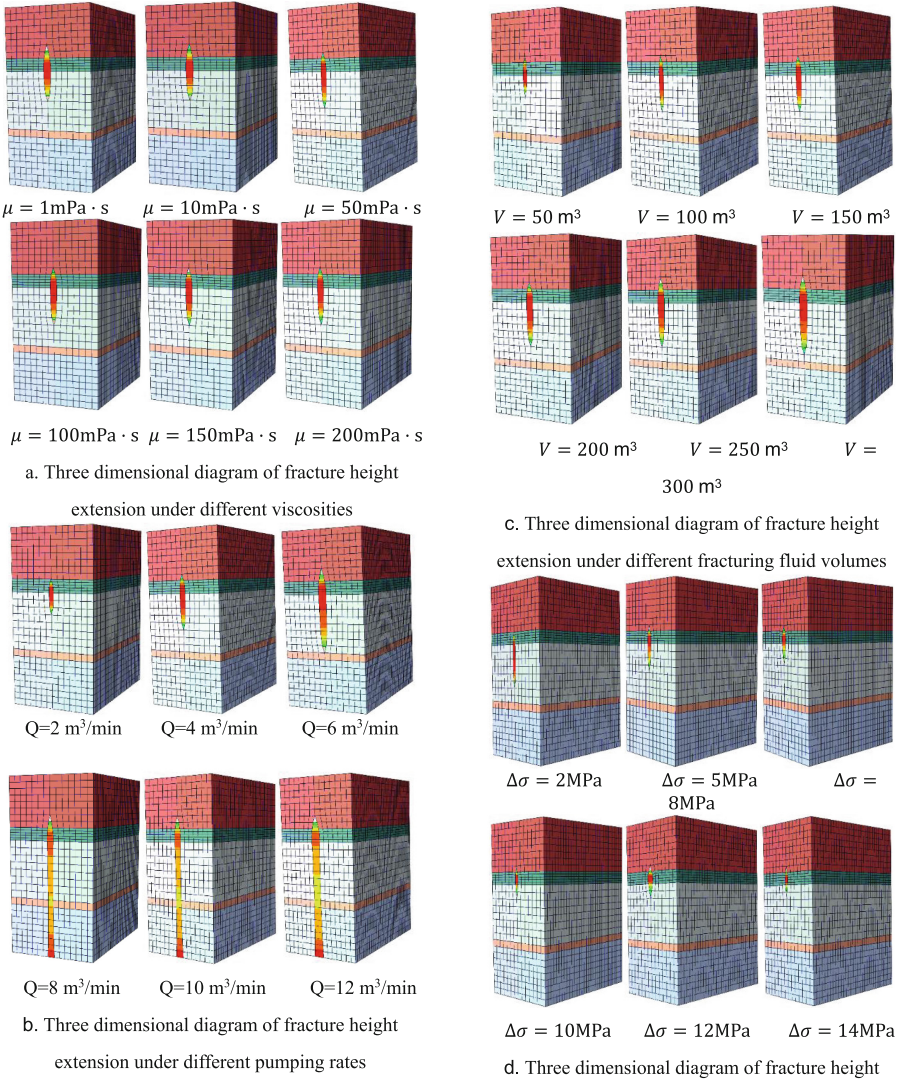 μ = 1mPa · s μ = 10mPa · s μ = 50mPa · s
μ = 100mPa · s μ = 150mPa · s μ = 200mPa · s
a. Three dimensional diagram of fracture height
extension under different viscosities
Q=2 m³/min Q=4 m³/min Q=6 m³/min
Q=8 m³/min Q=10 m³/min Q=12 m³/min
b. Three dimensional diagram of fracture height
extension under different pumping rates
V = 50 m³ V = 100 m³ V = 150 m³
V = 200 m³ V = 250 m³ V =
300 m³
c. Three dimensional diagram of fracture height
extension under different fracturing fluid volumes
Δσ = 2MPa Δσ = 5MPa Δσ =
8MPa
Δσ = 10MPa Δσ = 12MPa Δσ = 14MPa
d. Three dimensional diagram of fracture height